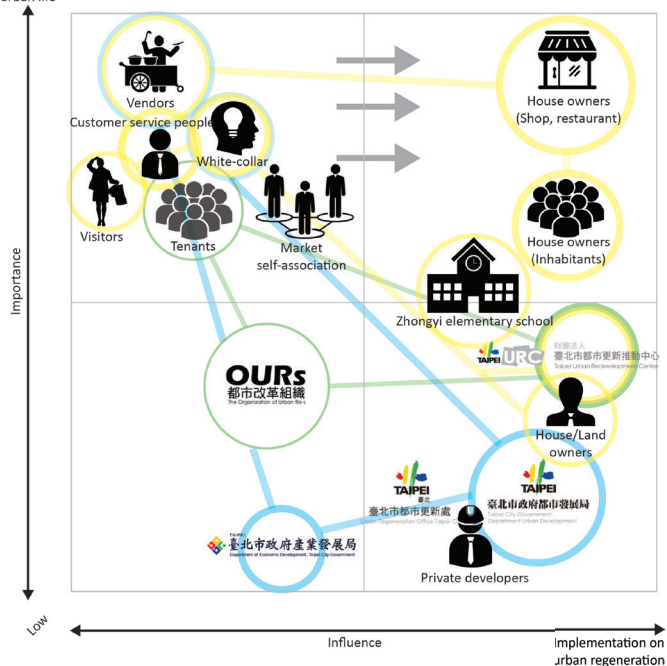 Vendors
Customer service people
White-collar
Visitors
Tenants
Market
self-association
House owners
(Shop, restaurant)
House owners
(Inhabitants)
Zhongyi elementary school
OURs
都市改革組織
The Organization of Urban Re-s
TAIPEI
URC
財團法人
臺北市都市更新推動中心
Taipei Urban Redevelopment Center
House/Land
owners
TAIPEI
臺北
臺北市都市更新處
TAIPEI
臺北市政府都市發展局
Taipei City Government
Department Urban Development
TAIPEI
臺北市政府產業發展局
Department of Economic Development, Taipei City Government
Private developers
Importance
Low
Influence
Implementation on
urban regeneration